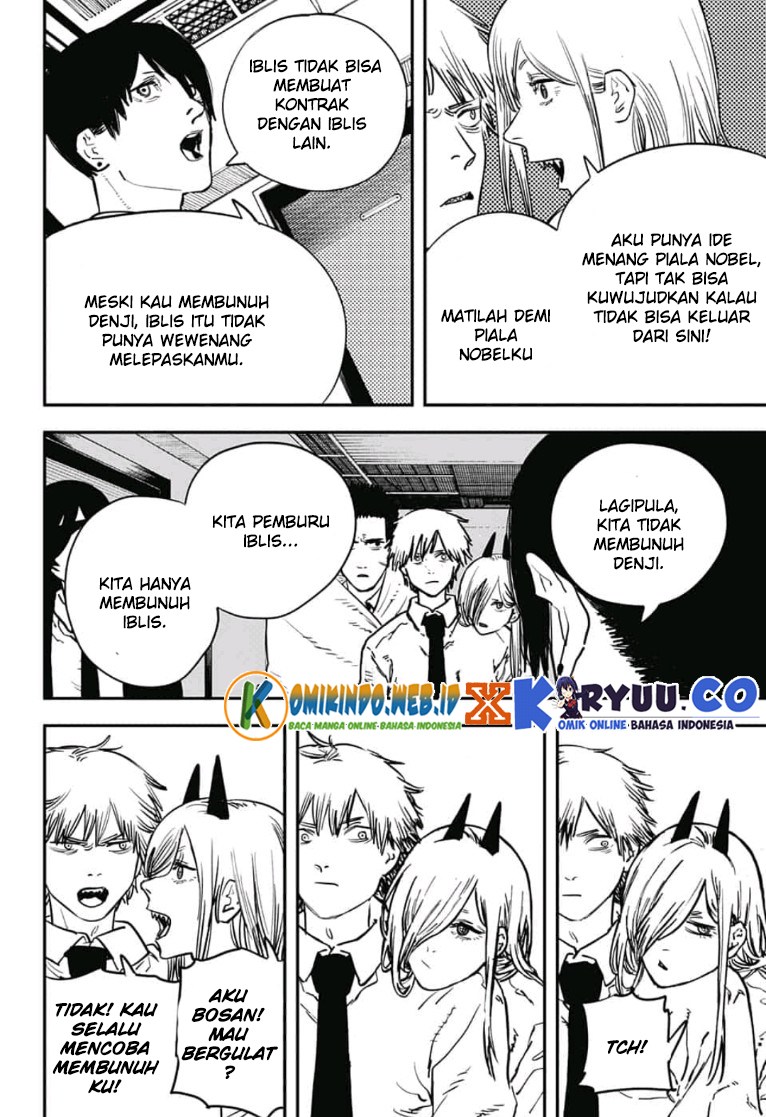 AKU PUNYA IDE
MENANG PIALA NOBEL,
TAPI TAK BISA
KUWUJUDKAN KALAU
TIDAK BISA KELUAR
DARI SINI!
MATILAH DEMI
PIALA
NOBELKU
IBLIS TIDAK BISA
MEMBUAT
KONTRAK
DENGAN IBLIS
LAIN.
MESKI KAU MEMBUNUH
DENJI, IBLIS ITU TIDAK
PUNYA WEWENANG
MELEPASKANMU.
LAGIPULA,
KITA TIDAK
MEMBUNUH
DENJI.
KITA PEMBURU
IBLIS...
KITA HANYA
MEMBUNUH
IBLIS.
KOMIKINDO.WEB.ID
BACA MANGA ONLINE BAHASA INDONESIA
X
KIRYUU.CO
KOMIK ONLINE BAHASA INDONESIA
TCH!
AKU
BOSAN!
MAU
BERGULAT
?
TIDAK! KAU
SELALU
MENCOBA
MEMBUNUH
KU!